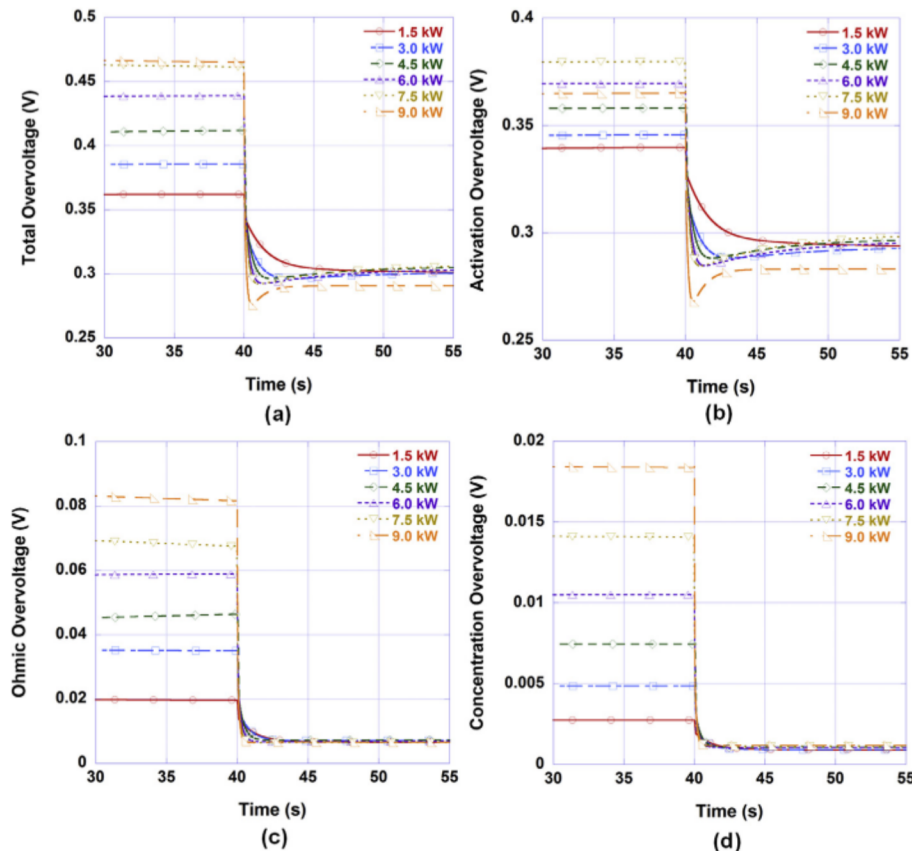 0.5
0.45
0.4
0.35
0.3
0.25
Total Overvoltage (V)
1.5 kW
3.0 kW
4.5 kW
6.0 kW
7.5 kW
9.0 kW
30 35 40 45 50 55
Time (s)
(a)
0.4
0.35
0.3
0.25
Activation Overvoltage (V)
1.5 kW
3.0 kW
4.5 kW
6.0 kW
7.5 kW
9.0 kW
30 35 40 45 50 55
Time (s)
(b)
0.1
0.08
0.06
0.04
0.02
0
Ohmic Overvoltage (V)
1.5 kW
3.0 kW
4.5 kW
6.0 kW
7.5 kW
9.0 kW
30 35 40 45 50 55
Time (s)
(c)
0.02
0.015
0.01
0.005
0
Concentration Overvoltage (V)
1.5 kW
3.0 kW
4.5 kW
6.0 kW
7.5 kW
9.0 kW
30 35 40 45 50 55
Time (s)
(d)